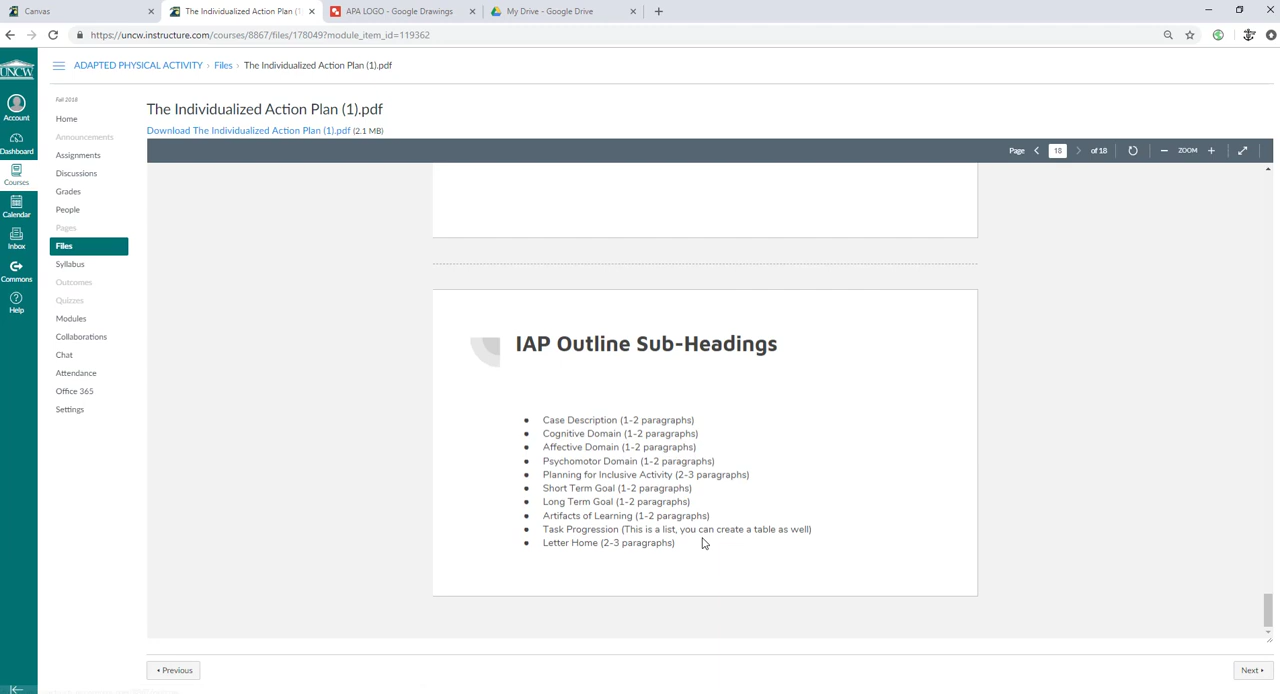 Canvas
The Individualized Action Plan (1
APA LOGO - Google Drawings
My Drive - Google Drive
https://uncw.instructure.com/courses/8867/files/178049?module_item_id=119362
UNCW
ADAPTED PHYSICAL ACTIVITY › Files › The Individualized Action Plan (1).pdf
Account
Dashboard
Courses
Calendar
Inbox
Commons
Help
Fall 2018
Home
Announcements
Assignments
Discussions
Grades
People
Pages
Files
Syllabus
Outcomes
Quizzes
Modules
Collaborations
Chat
Attendance
Office 365
Settings
The Individualized Action Plan (1).pdf
Download The Individualized Action Plan (1).pdf (2.1 MB)
Page 18 of 18 ZOOM
IAP Outline Sub-Headings
• Case Description (1-2 paragraphs)
• Cognitive Domain (1-2 paragraphs)
• Affective Domain (1-2 paragraphs)
• Psychomotor Domain (1-2 paragraphs)
• Planning for Inclusive Activity (2-3 paragraphs)
• Short Term Goal (1-2 paragraphs)
• Long Term Goal (1-2 paragraphs)
• Artifacts of Learning (1-2 paragraphs)
• Task Progression (This is a list, you can create a table as well)
• Letter Home (2-3 paragraphs)
Previous
Next